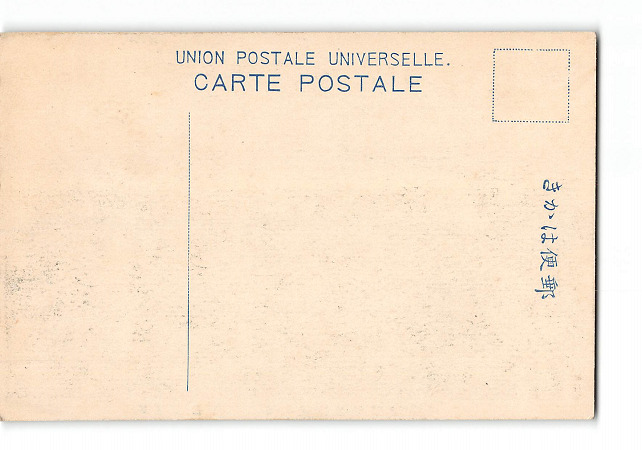 UNION POSTALE UNIVERSELLE.
CARTE POSTALE
きかは便郵